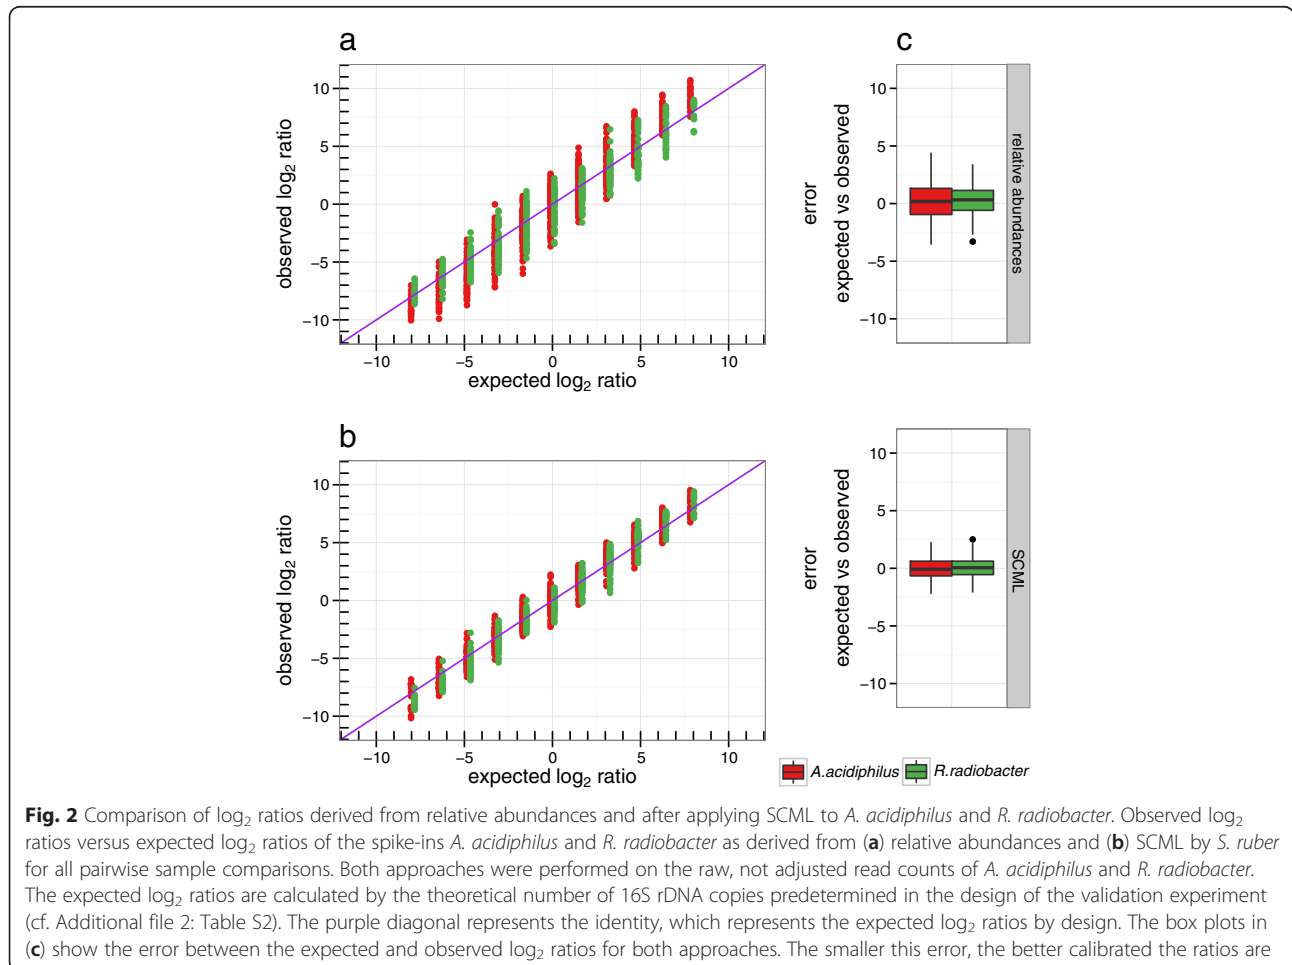 a
c
10
5
0
−5
−10
observed log2 ratio
−10
−5
0
5
10
expected log2 ratio
10
5
0
−5
−10
error
expected vs observed
relative abundances
b
10
5
0
−5
−10
observed log2 ratio
−10
−5
0
5
10
expected log2 ratio
10
5
0
−5
−10
error
expected vs observed
SCML
A.acidiphilus
R.radiobacter
Fig. 2 Comparison of log2 ratios derived from relative abundances and after applying SCML to A. acidiphilus and R. radiobacter. Observed log2
ratios versus expected log2 ratios of the spike-ins A. acidiphilus and R. radiobacter as derived from (a) relative abundances and (b) SCML by S. ruber
for all pairwise sample comparisons. Both approaches were performed on the raw, not adjusted read counts of A. acidiphilus and R. radiobacter.
The expected log2 ratios are calculated by the theoretical number of 16S rDNA copies predetermined in the design of the validation experiment
(cf. Additional file 2: Table S2). The purple diagonal represents the identity, which represents the expected log2 ratios by design. The box plots in
(c) show the error between the expected and observed log2 ratios for both approaches. The smaller this error, the better calibrated the ratios are